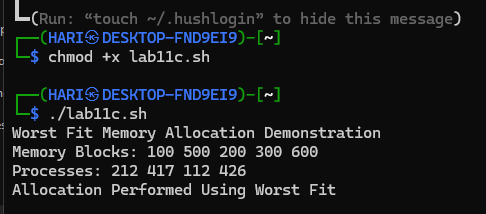 (Run: “touch ~/.hushlogin” to hide this message)
(HARI㉿DESKTOP-FND9EI9)-[~]
$ chmod +x lab11c.sh
(HARI㉿DESKTOP-FND9EI9)-[~]
$ ./lab11c.sh
Worst Fit Memory Allocation Demonstration
Memory Blocks: 100 500 200 300 600
Processes: 212 417 112 426
Allocation Performed Using Worst Fit